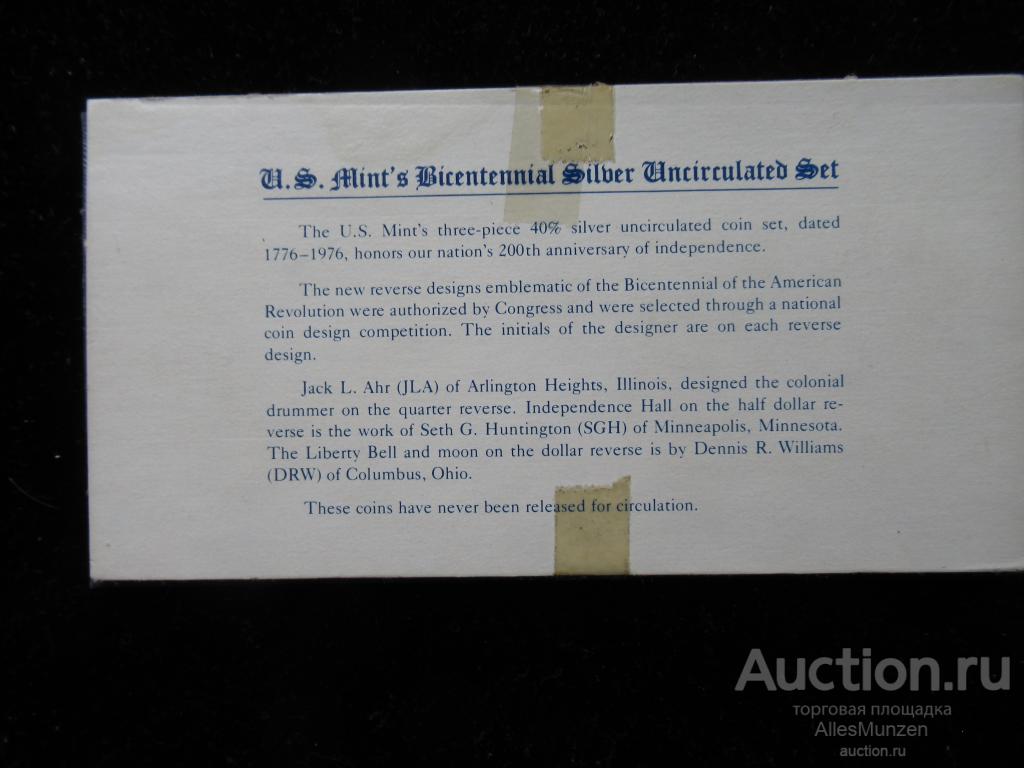 U.S. Mint's Bicentennial Silver Uncirculated Set
The U.S. Mint's three-piece 40% silver uncirculated coin set, dated
1776–1976, honors our nation's 200th anniversary of independence.
The new reverse designs emblematic of the Bicentennial of the American
Revolution were authorized by Congress and were selected through a national
coin design competition. The initials of the designer are on each reverse
design.
Jack L. Ahr (JLA) of Arlington Heights, Illinois, designed the colonial
drummer on the quarter reverse. Independence Hall on the half dollar re-
verse is the work of Seth G. Huntington (SGH) of Minneapolis, Minnesota.
The Liberty Bell and moon on the dollar reverse is by Dennis R. Williams
(DRW) of Columbus, Ohio.
These coins have never been released for circulation.
Auction.ru
торговая площадка
AllesMunzen
auction.ru